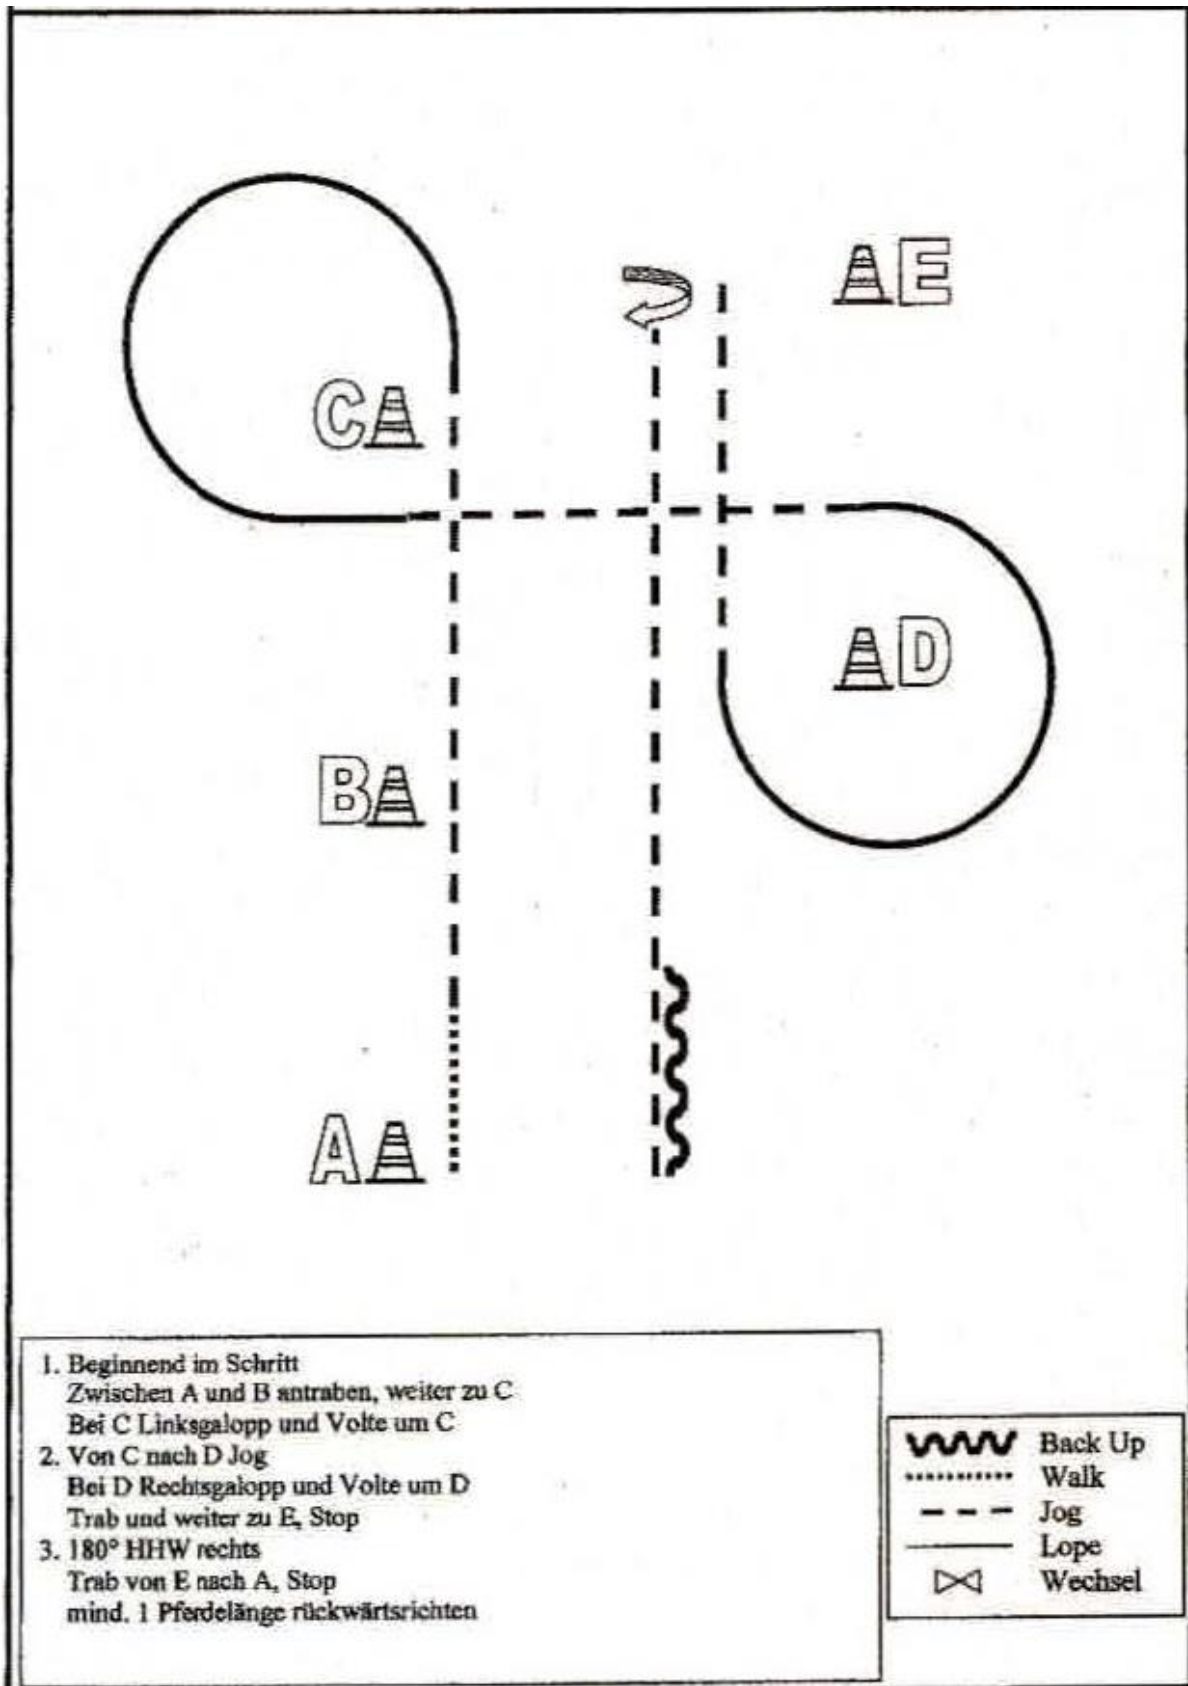 E
C
D
B
A
1. Beginnend im Schritt
Zwischen A und B antraben, weiter zu C
Bei C Linksgalopp und Volte um C
2. Von C nach D Jog
Bei D Rechtsgalopp und Volte um D
Trab und weiter zu E, Stop
3. 180° HHW rechts
Trab von E nach A, Stop
mind. 1 Pferdelänge rückwärtsrichten
Back Up
Walk
Jog
Lope
Wechsel